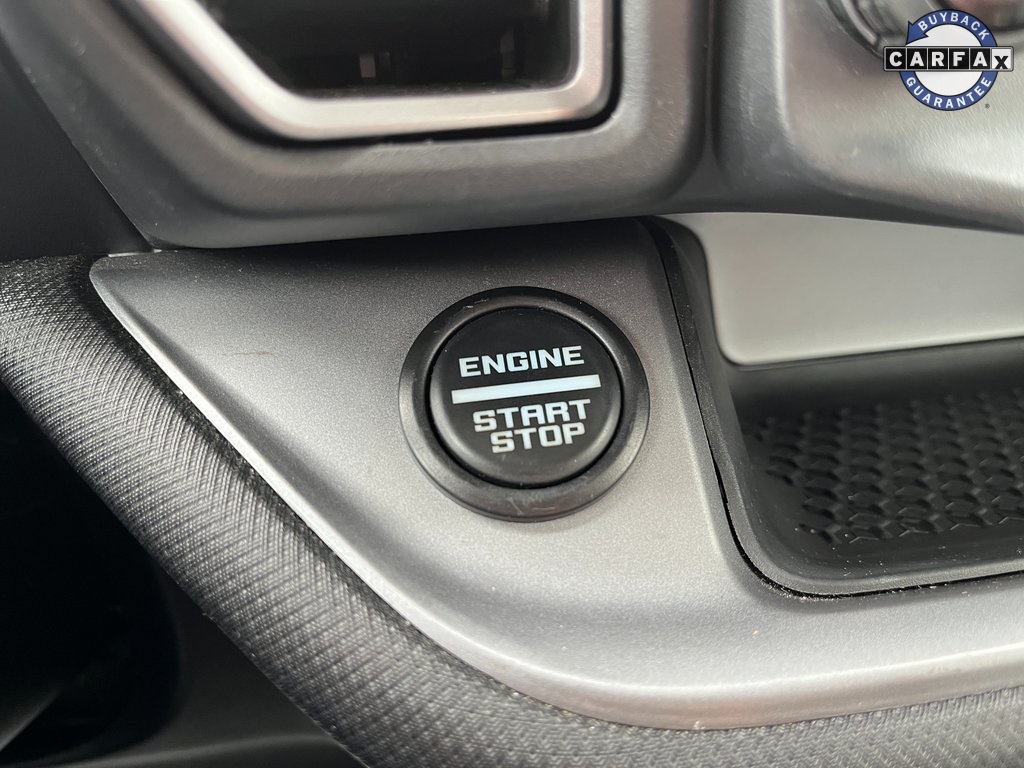 BUYBACK
CARFAX
GUARANTEE
ENGINE
START
STOP